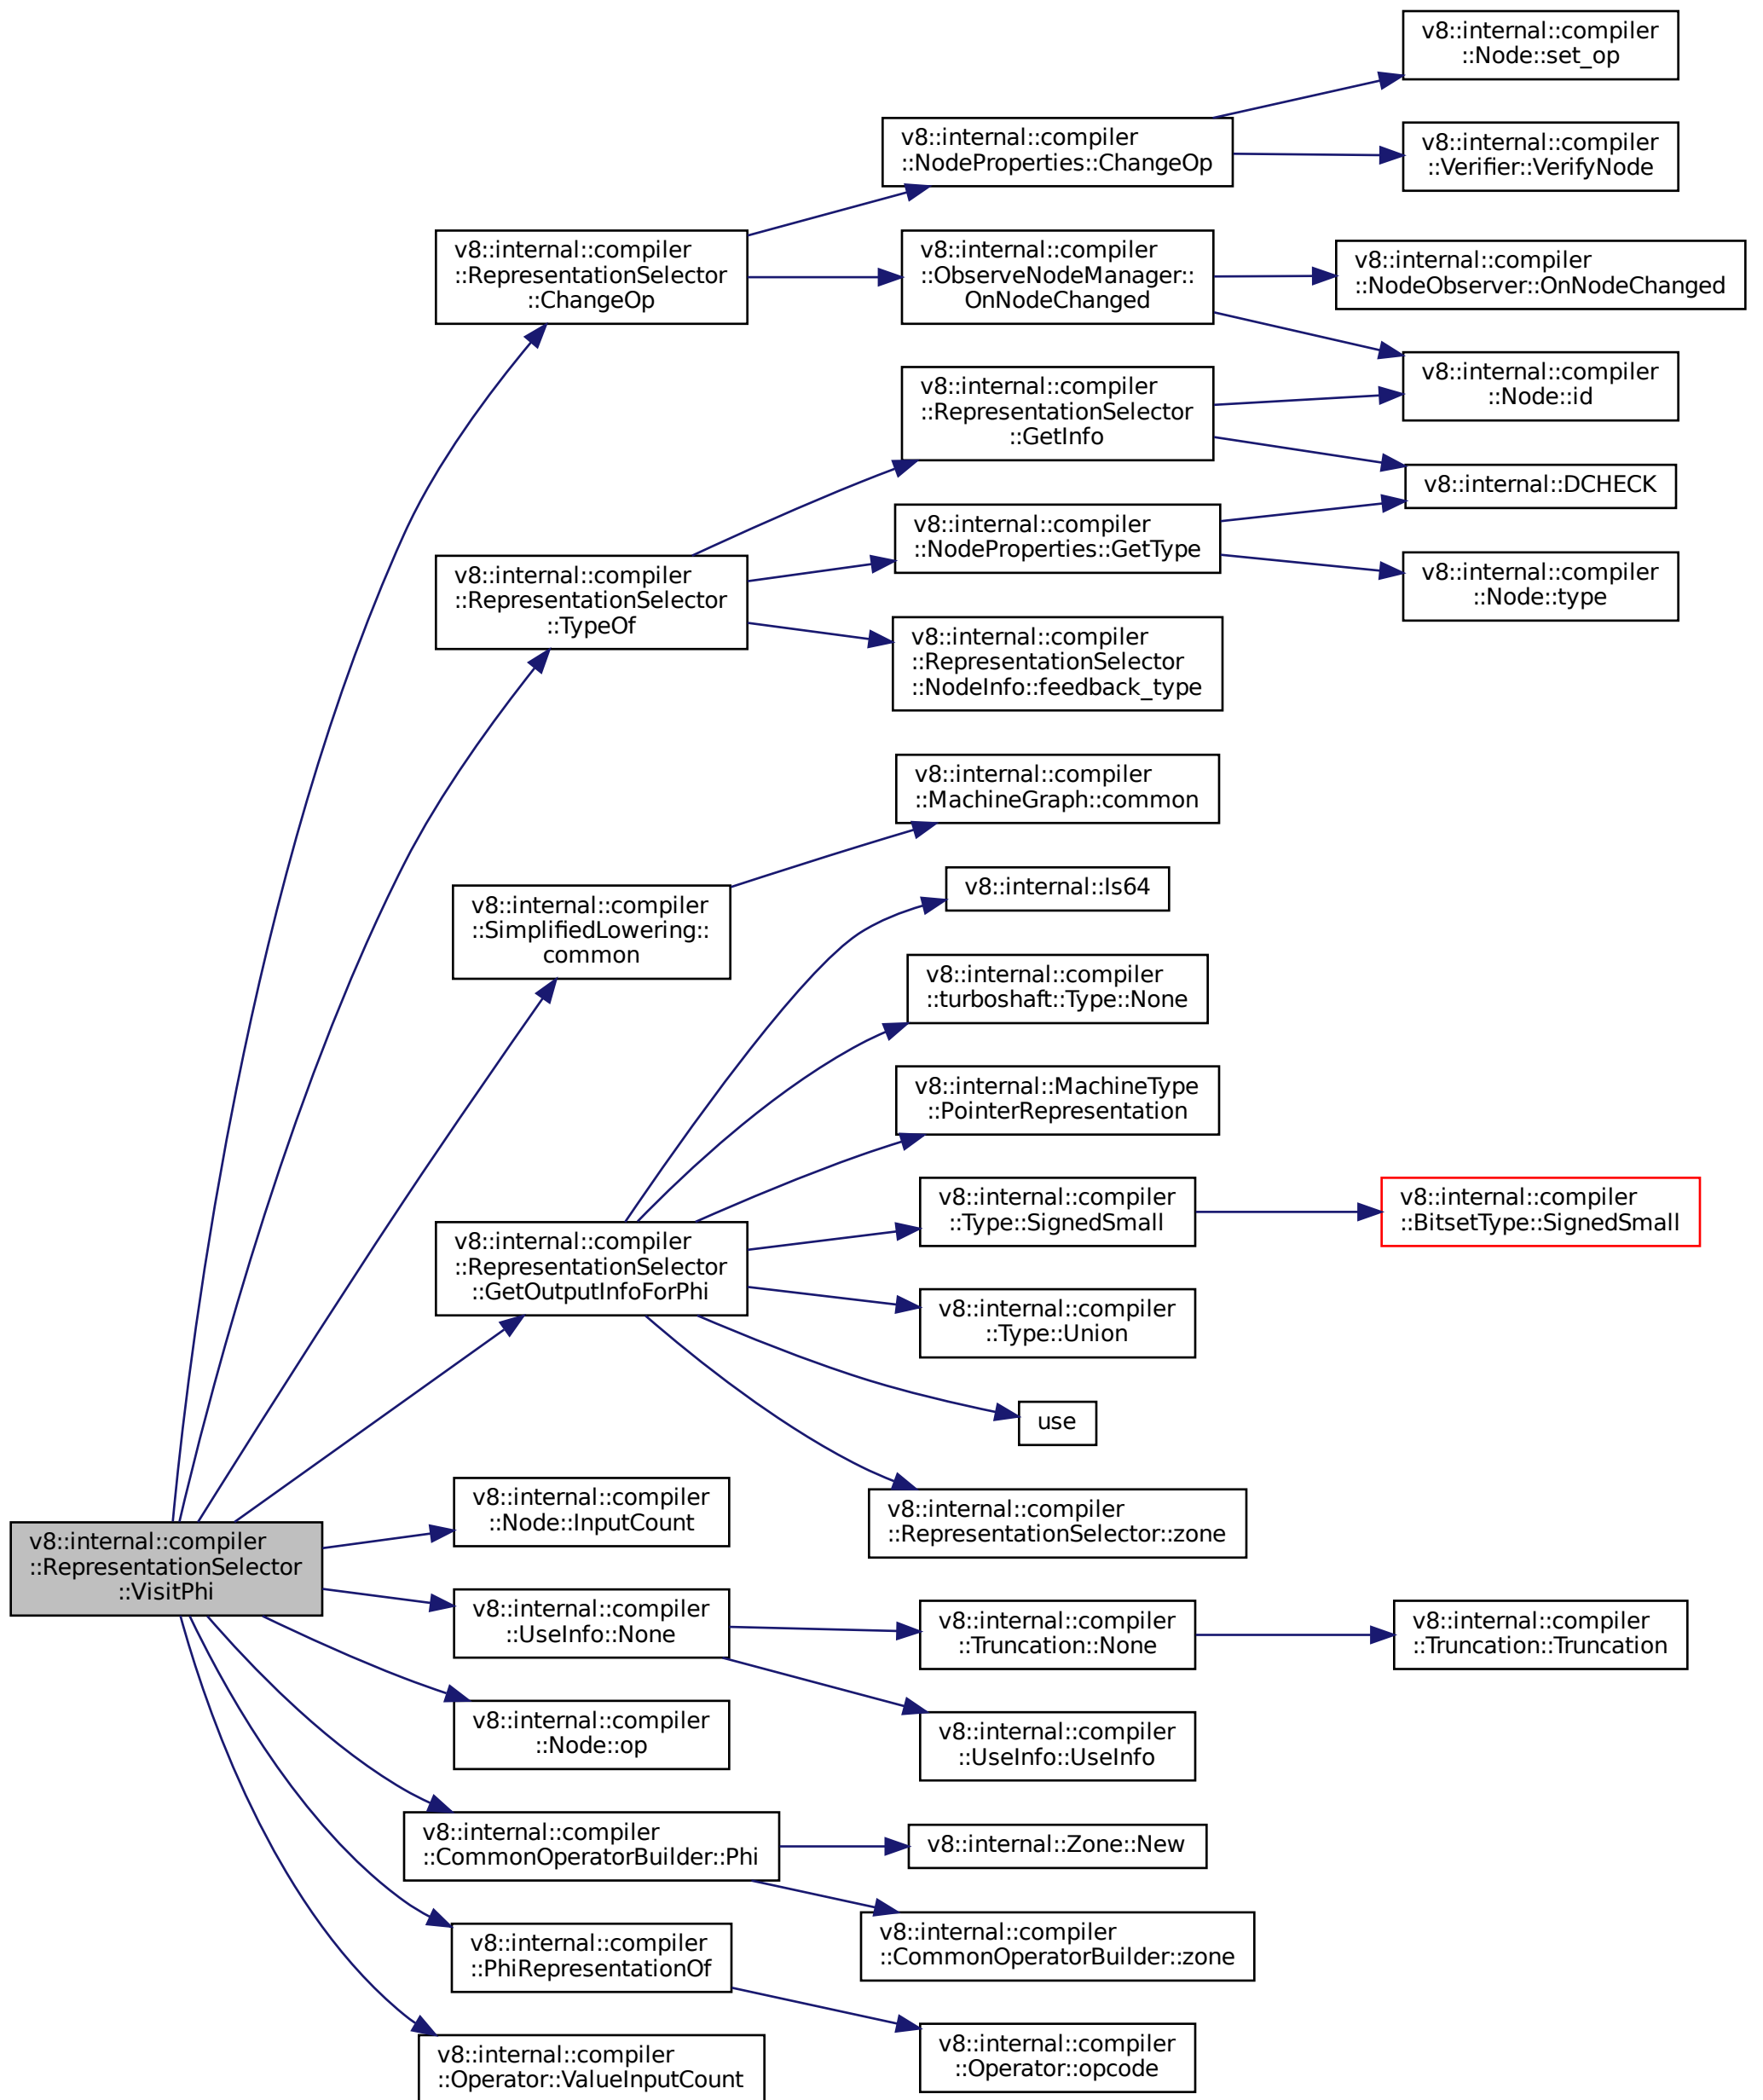 v8::internal::compiler
::Node::set_op
v8::internal::compiler
::NodeProperties::ChangeOp
v8::internal::compiler
::Verifier::VerifyNode
v8::internal::compiler
::RepresentationSelector
::ChangeOp
v8::internal::compiler
::ObserveNodeManager::
OnNodeChanged
v8::internal::compiler
::NodeObserver::OnNodeChanged
v8::internal::compiler
::Node::id
v8::internal::compiler
::RepresentationSelector
::GetInfo
v8::internal::DCHECK
v8::internal::compiler
::NodeProperties::GetType
v8::internal::compiler
::RepresentationSelector
::TypeOf
v8::internal::compiler
::Node::type
v8::internal::compiler
::RepresentationSelector
::NodeInfo::feedback_type
v8::internal::compiler
::MachineGraph::common
v8::internal::compiler
::SimplifiedLowering::
common
v8::internal::Is64
v8::internal::compiler
::turboshaft::Type::None
v8::internal::MachineType
::PointerRepresentation
v8::internal::compiler
::Type::SignedSmall
v8::internal::compiler
::BitsetType::SignedSmall
v8::internal::compiler
::RepresentationSelector
::GetOutputInfoForPhi
v8::internal::compiler
::Type::Union
use
v8::internal::compiler
::RepresentationSelector::zone
v8::internal::compiler
::Node::InputCount
v8::internal::compiler
::RepresentationSelector
::VisitPhi
v8::internal::compiler
::UseInfo::None
v8::internal::compiler
::Truncation::None
v8::internal::compiler
::Truncation::Truncation
v8::internal::compiler
::Node::op
v8::internal::compiler
::UseInfo::UseInfo
v8::internal::compiler
::CommonOperatorBuilder::Phi
v8::internal::Zone::New
v8::internal::compiler
::CommonOperatorBuilder::zone
v8::internal::compiler
::PhiRepresentationOf
v8::internal::compiler
::Operator::opcode
v8::internal::compiler
::Operator::ValueInputCount